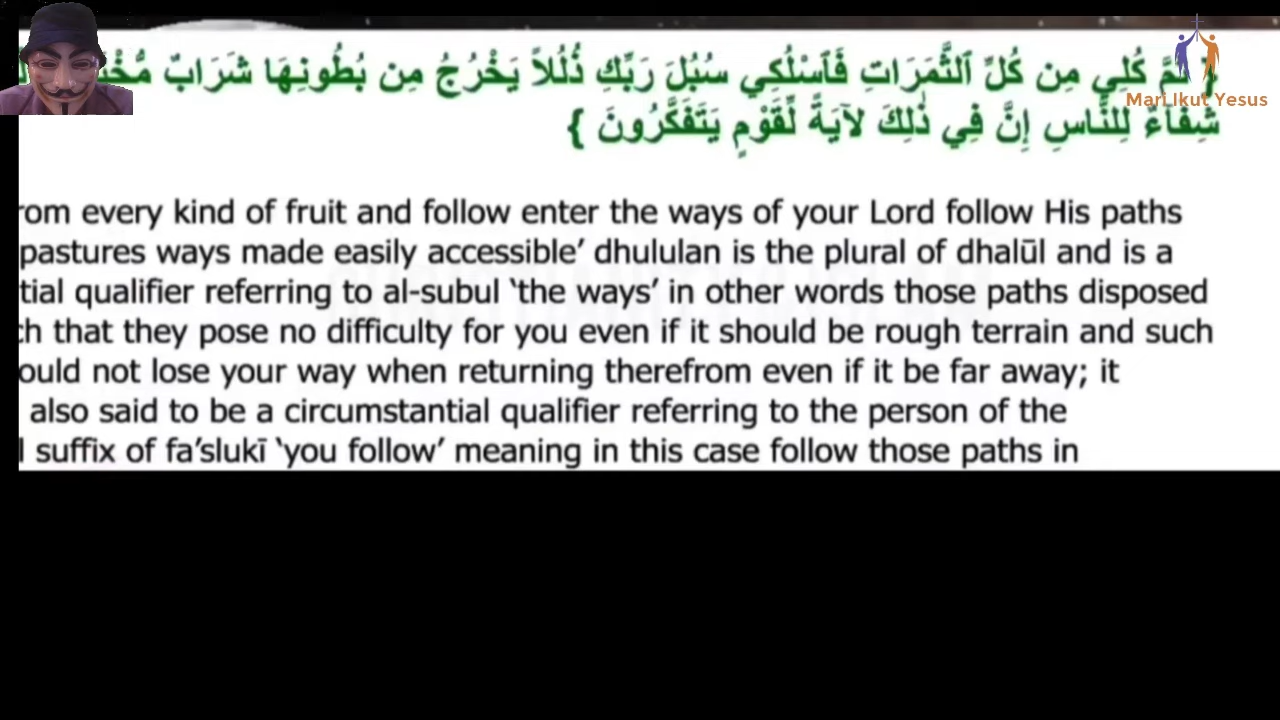 ثُمَّ كُلِي مِن كُلِّ ٱلثَّمَرَاتِ فَٱسْلُكِي سُبُلَ رَبِّكِ ذُلُلاً يَخْرُجُ مِن بُطُونِهَا شَرَابٌ
شِفَآءٌ لِلنَّاسِ إِنَّ فِي ذٰلِكَ لآيَةً لِّقَوْمٍ يَتَفَكَّرُونَ }
Mari Ikut Yesus
rom every kind of fruit and follow enter the ways of your Lord follow His paths
pastures ways made easily accessible’ dhululan is the plural of dhalūl and is a
tial qualifier referring to al-subul ‘the ways’ in other words those paths disposed
ch that they pose no difficulty for you even if it should be rough terrain and such
ould not lose your way when returning therefrom even if it be far away; it
also said to be a circumstantial qualifier referring to the person of the
l suffix of fa’slukī ‘you follow’ meaning in this case follow those paths in